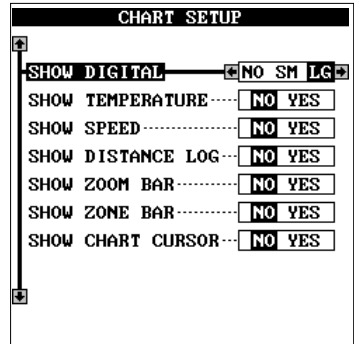 CHART SETUP
SHOW DIGITAL NO SM LG
SHOW TEMPERATURE NO YES
SHOW SPEED NO YES
SHOW DISTANCE LOG NO YES
SHOW ZOOM BAR NO YES
SHOW ZONE BAR NO YES
SHOW CHART CURSOR NO YES